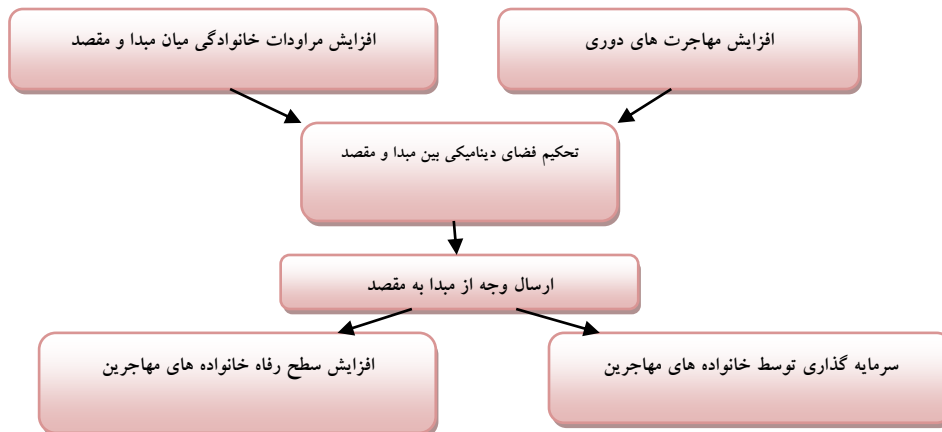 افزایش مهاجرت های دوری
افزایش مراودات خانوادگی میان مبدا و مقصد
تحکیم فضای دینامیکی بین مبدا و مقصد
ارسال وجه از مبدا به مقصد
سرمایه گذاری توسط خانواده های مهاجرین
افزایش سطح رفاه خانواده های مهاجرین